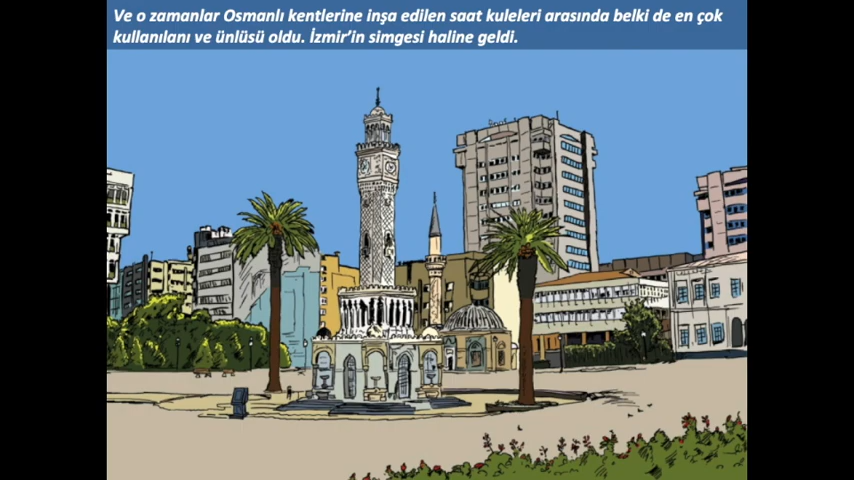 Ve o zamanlar Osmanlı kentlerine inşa edilen saat kuleleri arasında belki de en çok
kullanılanı ve ünlüsü oldu. İzmir'in simgesi haline geldi.